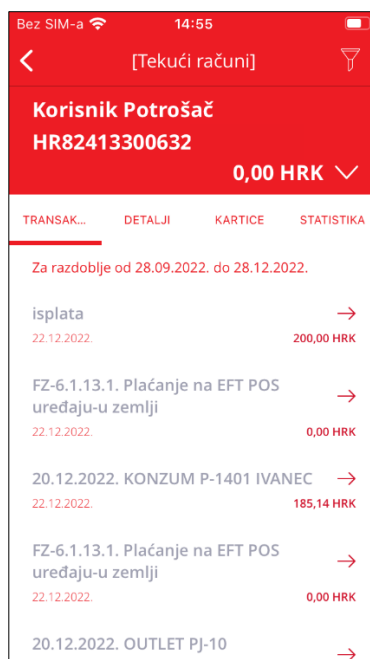 Bez SIM-a 14:55
[Tekući računi]
Korisnik Potrošač
HR82413300632
0,00 HRK
TRANSAK... DETALJI KARTICE STATISTIKA
Za razdoblje od 28.09.2022. do 28.12.2022.
isplata
22.12.2022. 200,00 HRK
FZ-6.1.13.1. Plaćanje na EFT POS
uređaju-u zemlji
22.12.2022. 0,00 HRK
20.12.2022. KONZUM P-1401 IVANEC
22.12.2022. 185,14 HRK
FZ-6.1.13.1. Plaćanje na EFT POS
uređaju-u zemlji
22.12.2022. 0,00 HRK
20.12.2022. OUTLET PJ-10